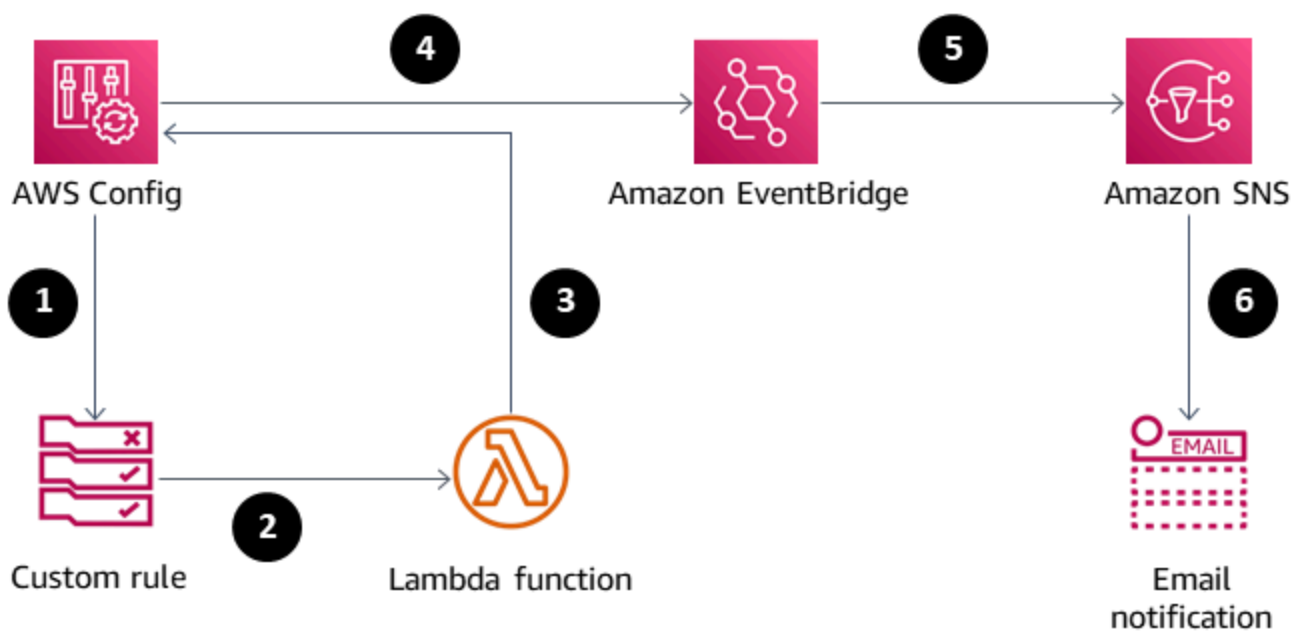 4
5
AWS Config
Amazon EventBridge
Amazon SNS
1
3
6
EMAIL
2
Custom rule
Lambda function
Email
notification